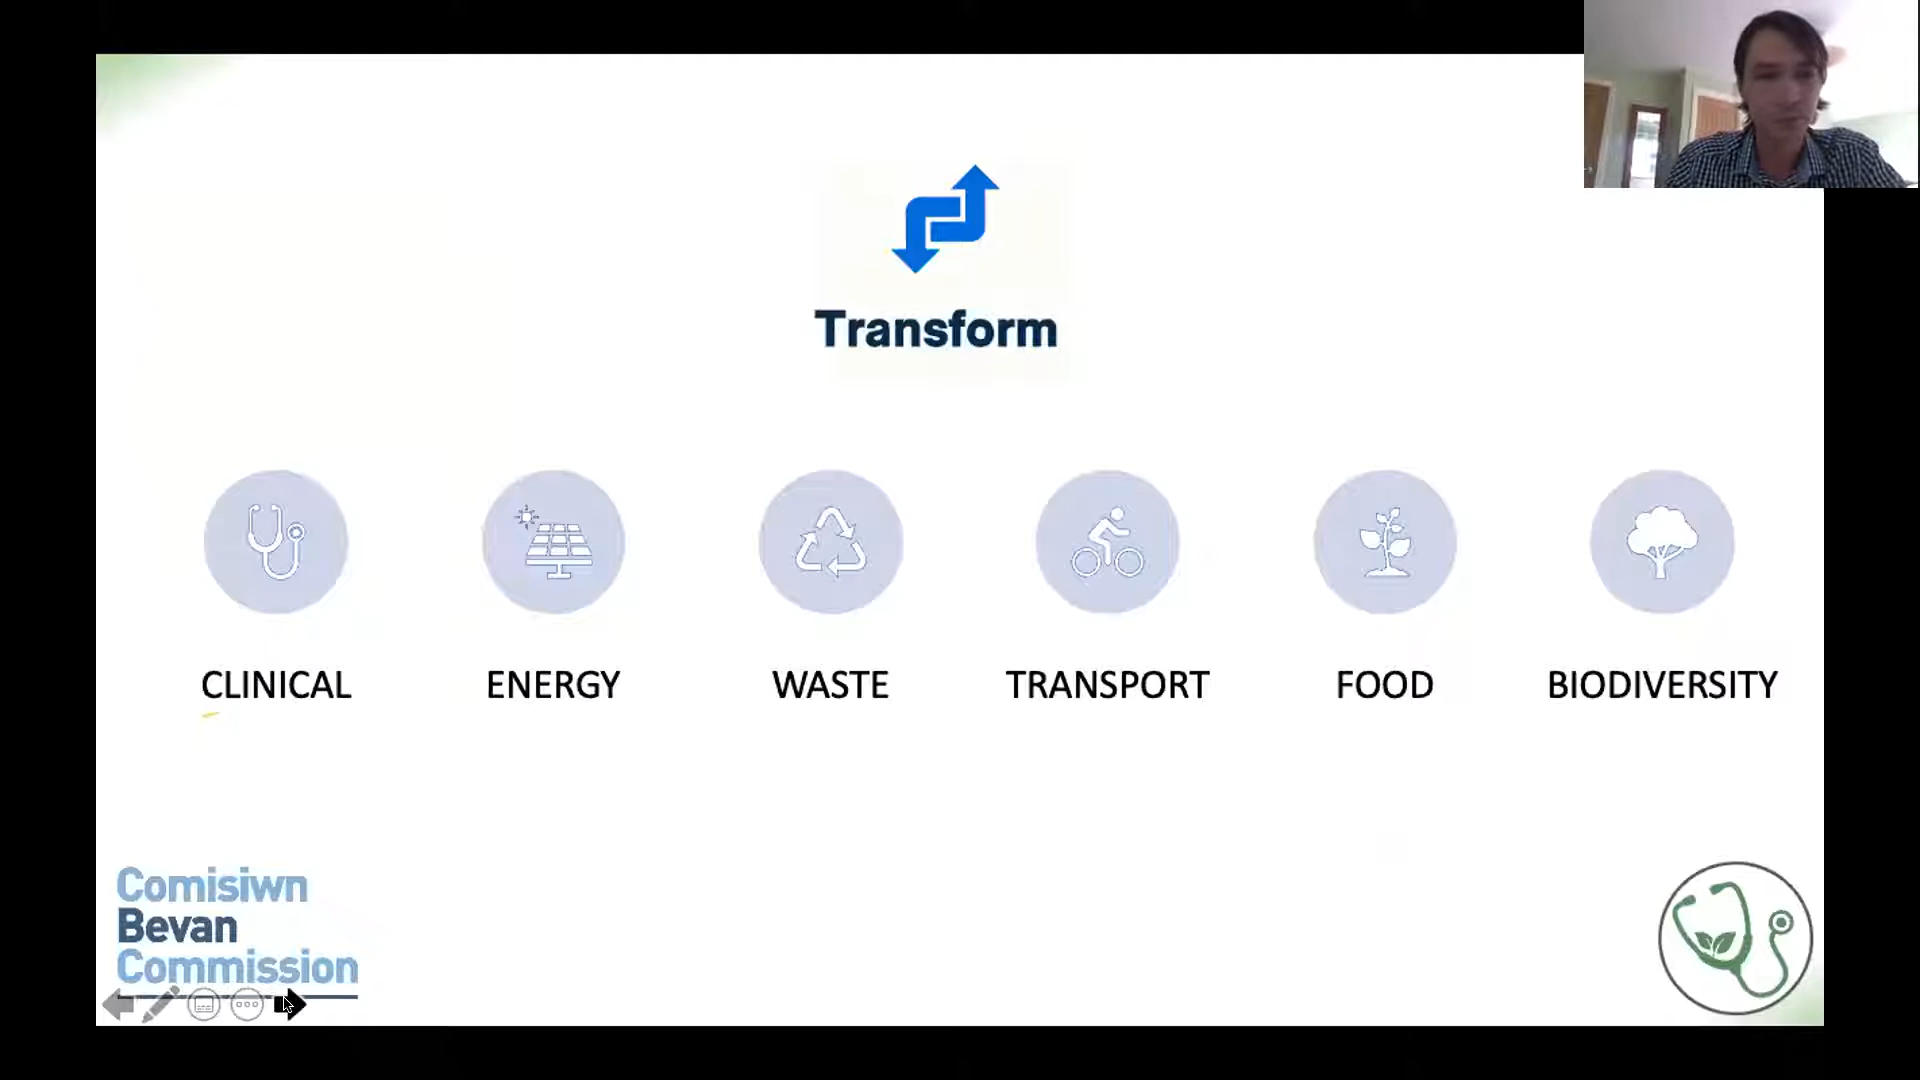 Transform
CLINICAL
ENERGY
WASTE
TRANSPORT
FOOD
BIODIVERSITY
Comisiwn
Bevan
Commission